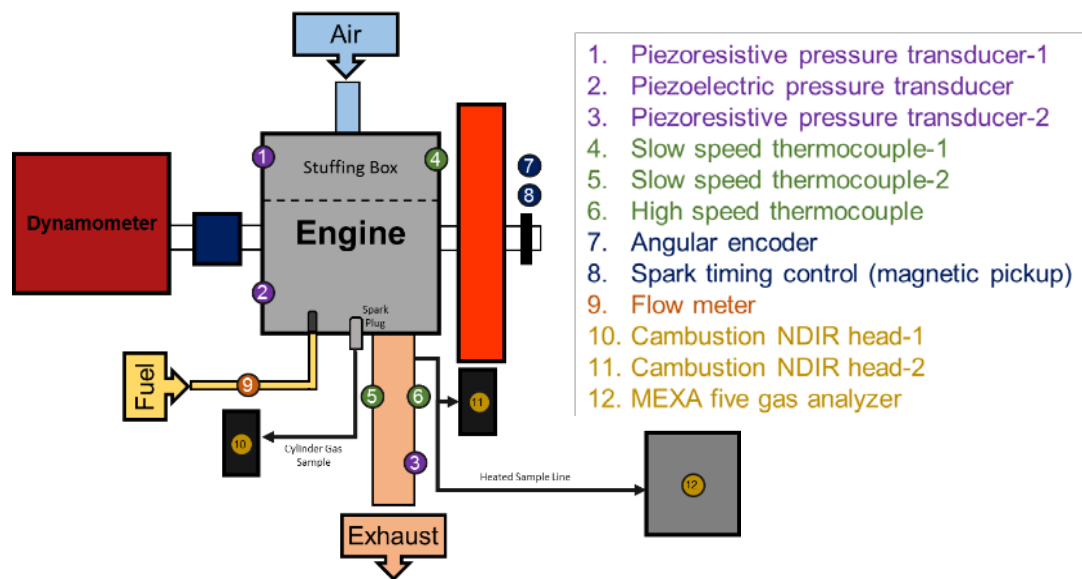 Air
1. Piezoresistive pressure transducer-1
2. Piezoelectric pressure transducer
3. Piezoresistive pressure transducer-2
4. Slow speed thermocouple-1
5. Slow speed thermocouple-2
6. High speed thermocouple
7. Angular encoder
8. Spark timing control (magnetic pickup)
9. Flow meter
10. Cambustion NDIR head-1
11. Cambustion NDIR head-2
12. MEXA five gas analyzer
1
Stuffing Box
4
7
8
Dynamometer
Engine
2
Spark
Plug
Fuel
9
5
6
11
10
Cylinder Gas
Sample
3
Heated Sample Line
12
Exhaust